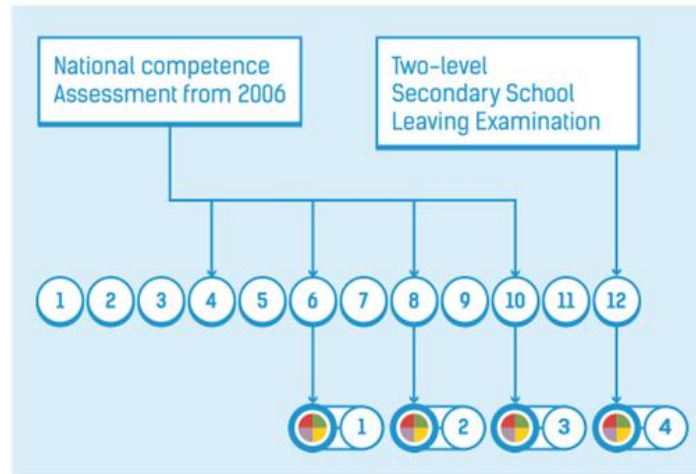 National competence
Assessment from 2006
Two-level
Secondary School
Leaving Examination
1 2 3 4 5 6 7 8 9 10 11 12
1 2 3 4